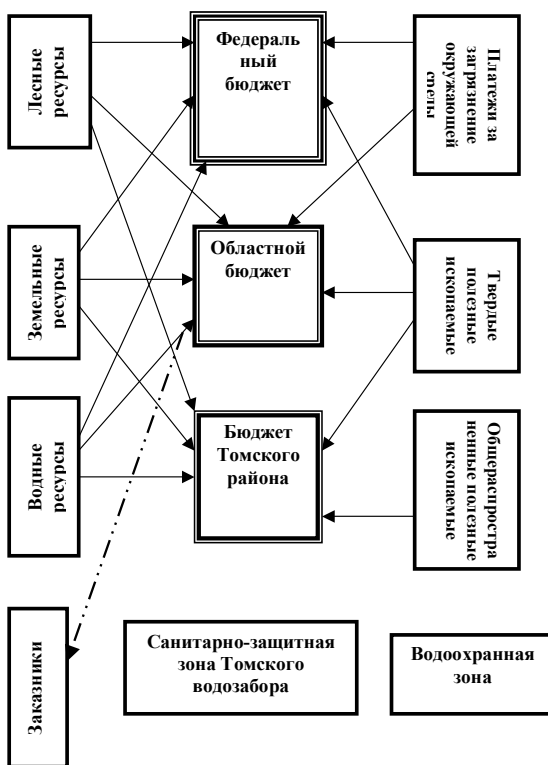 Лесные
ресурсы
Федераль
ный
бюджет
Платежи за
загрязнение
окружающей
Земельные
ресурсы
Областной
бюджет
Твердые
полезные
ископаемые
Водные
ресурсы
Бюджет
Томского
района
Общераспростра
ненные полезные
ископаемые
Заказники
Санитарно-защитная
зона Томского
водозабора
Водоохранная
зона